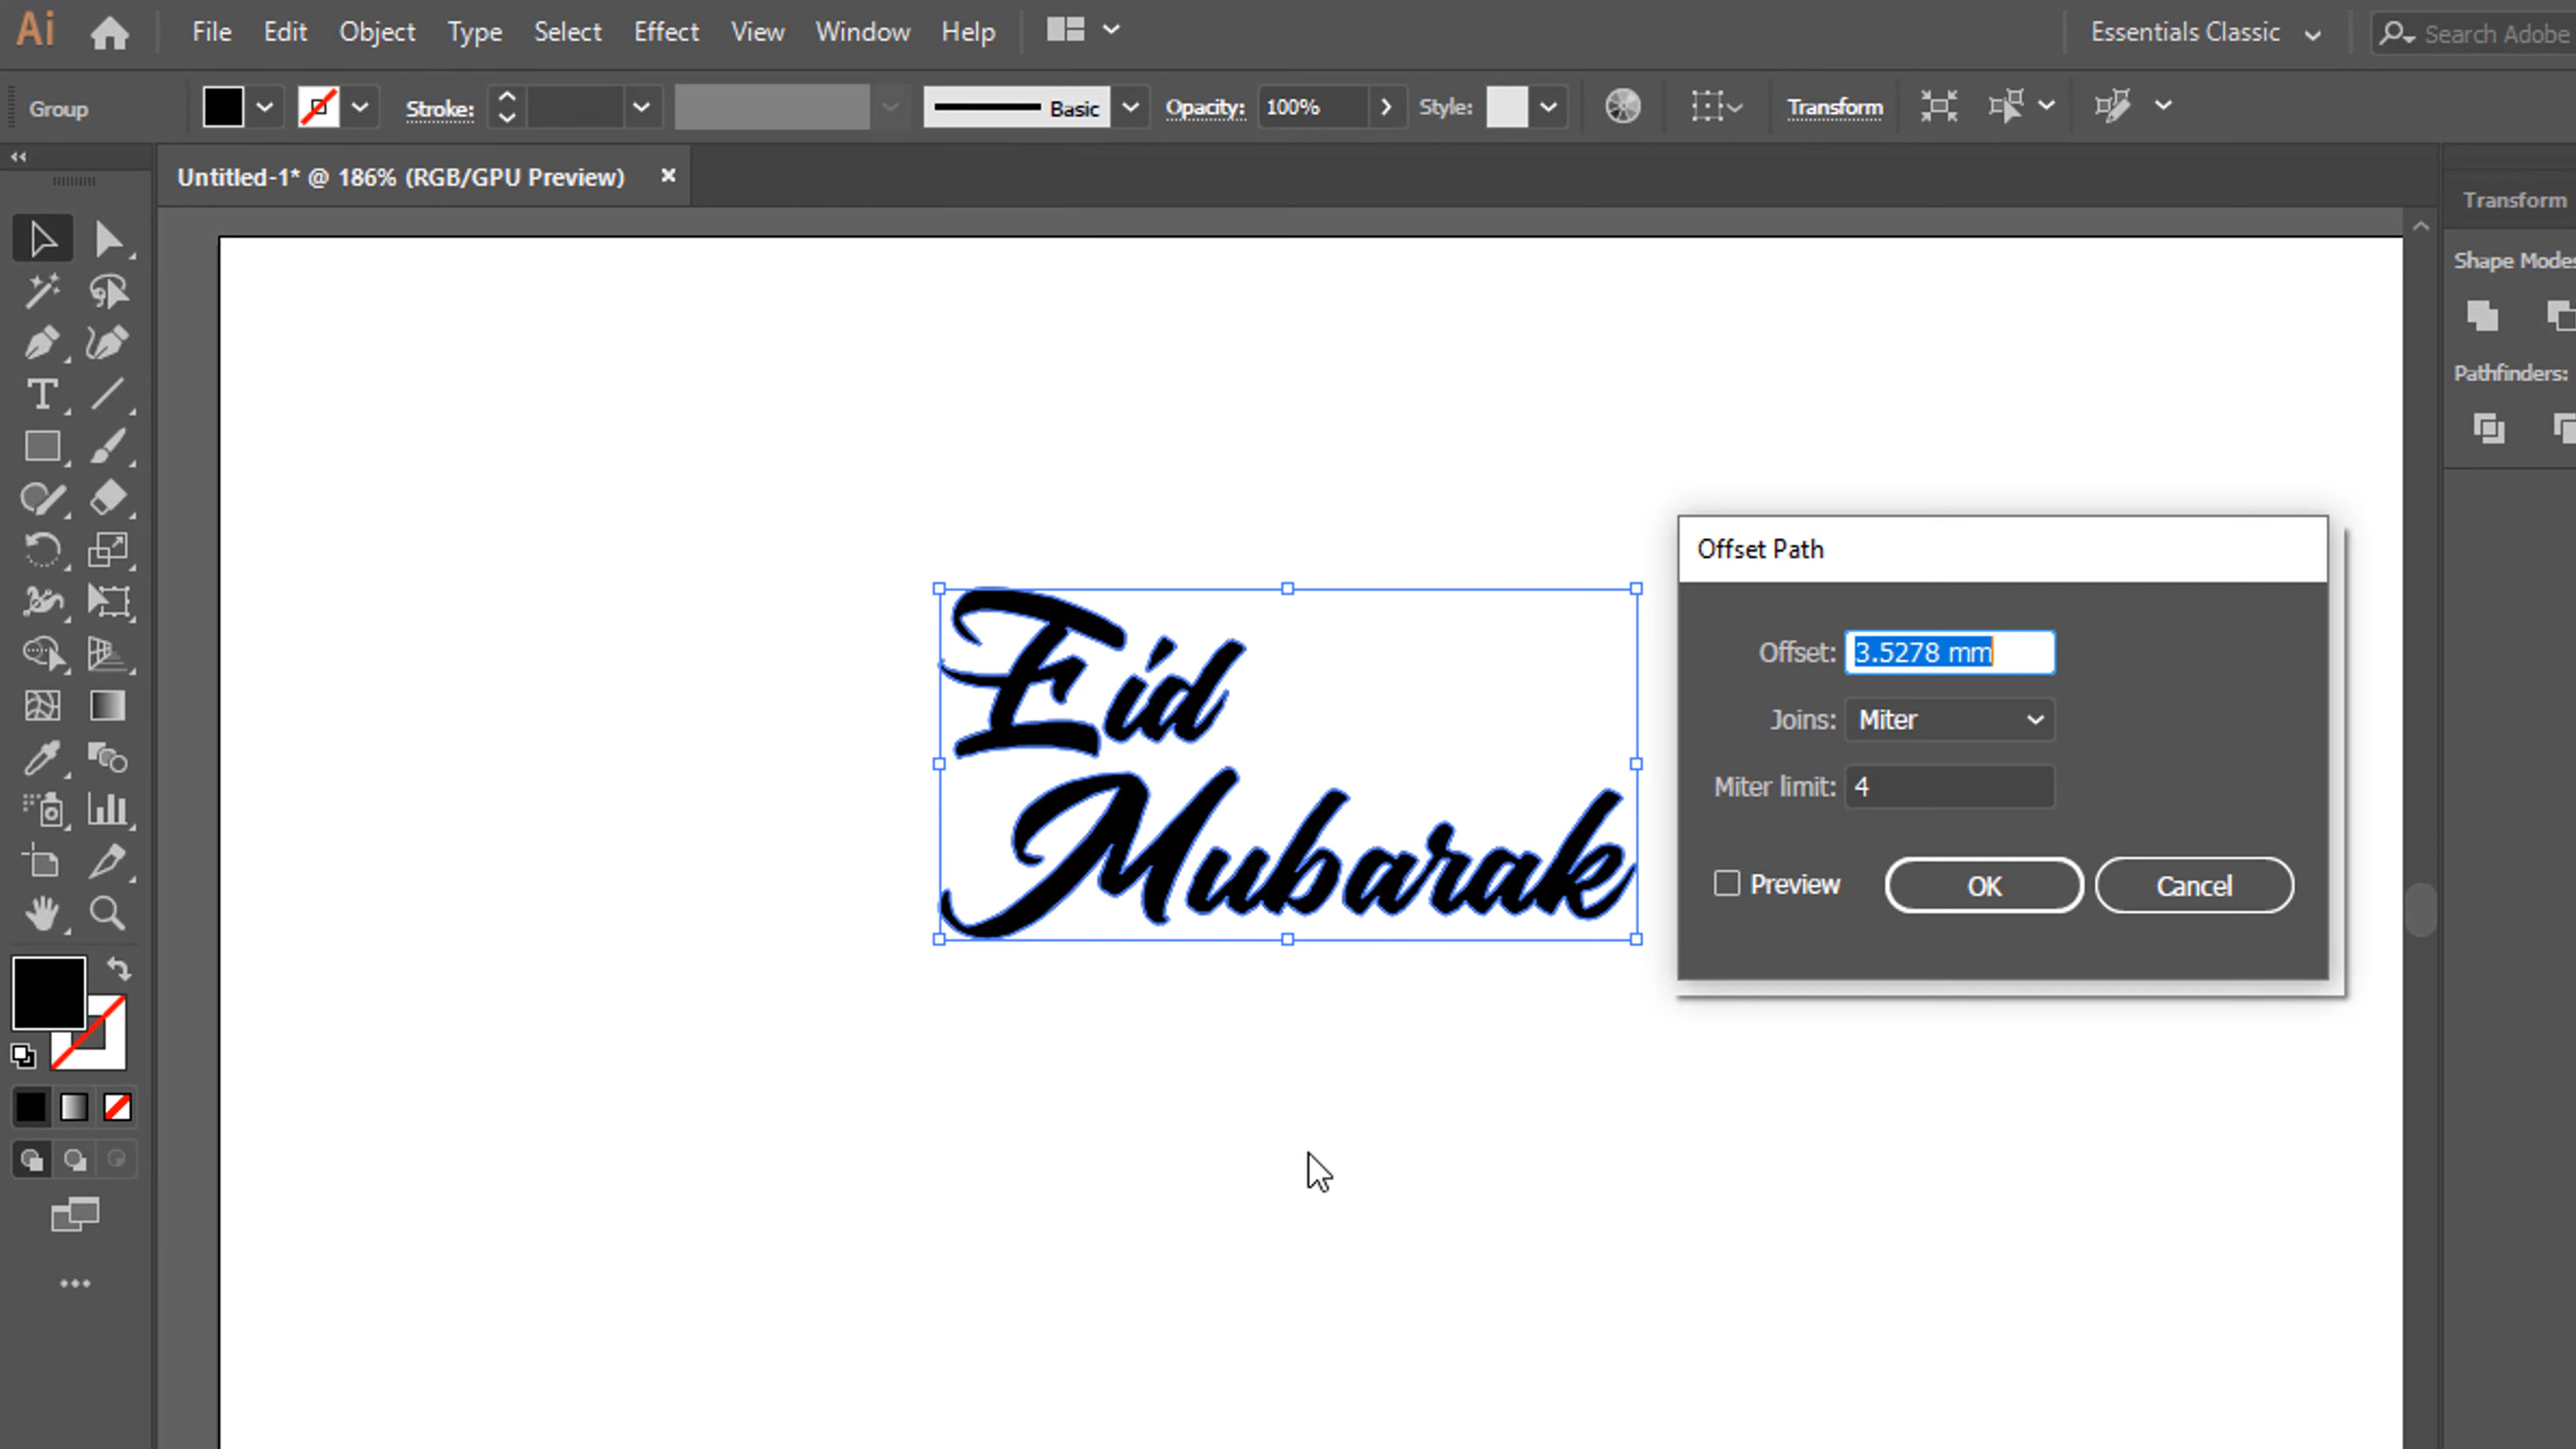 Ai File Edit Object Type Select Effect View Window Help Essentials Classic Search Adobe
Group Stroke: Basic Opacity: 100% Style: Transform
Untitled-1* @ 186% (RGB/GPU Preview) ×
Transform
Shape Modes
Pathfinders:
Eid
Mubarak
Offset Path
Offset: 3.5278 mm
Joins: Miter
Miter limit: 4
Preview OK Cancel